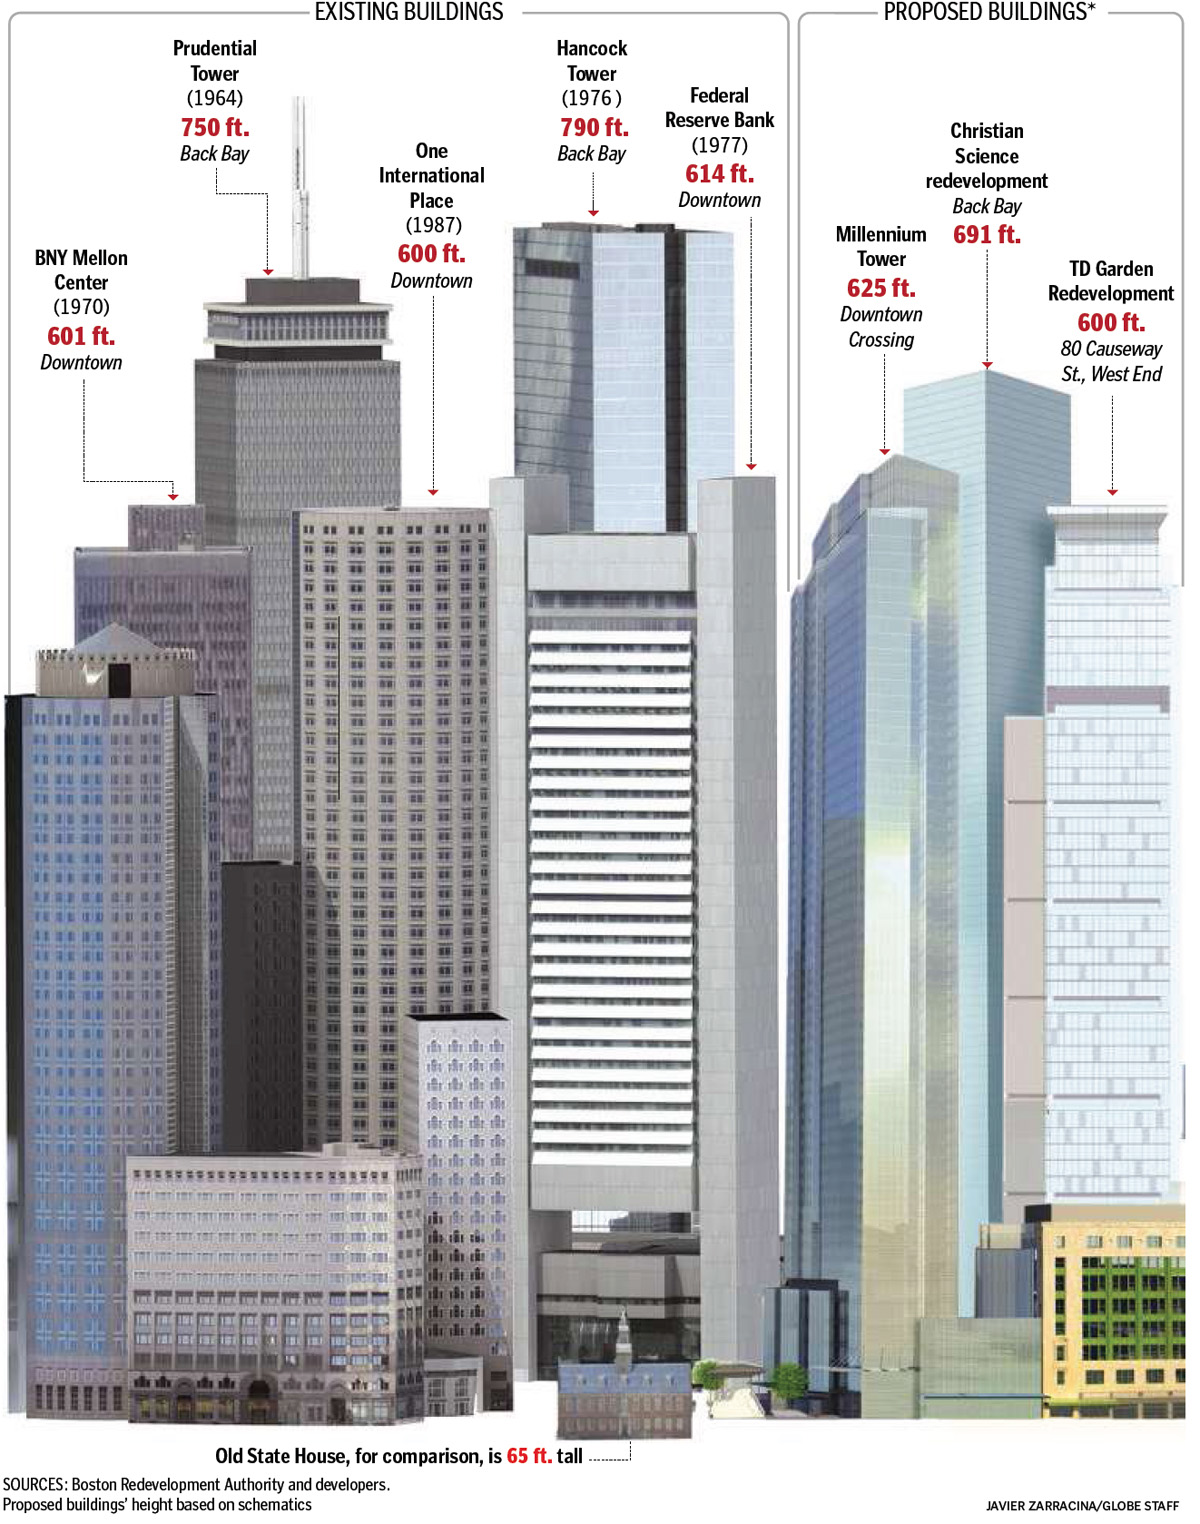 EXISTING BUILDINGS
Prudential
Tower
(1964)
750 ft.
Back Bay
Hancock
Tower
(1976 )
790 ft.
Back Bay
Federal
Reserve Bank
(1977)
614 ft.
Downtown
One
International
Place
(1987)
600 ft.
Downtown
BNY Mellon
Center
(1970)
601 ft.
Downtown
PROPOSED BUILDINGS*
Christian
Science
redevelopment
Back Bay
691 ft.
Millennium
Tower
625 ft.
Downtown
Crossing
TD Garden
Redevelopment
600 ft.
80 Causeway
St., West End
Old State House, for comparison, is 65 ft. tall
SOURCES: Boston Redevelopment Authority and developers.
Proposed buildings' height based on schematics
JAVIER ZARRACINA/GLOBE STAFF